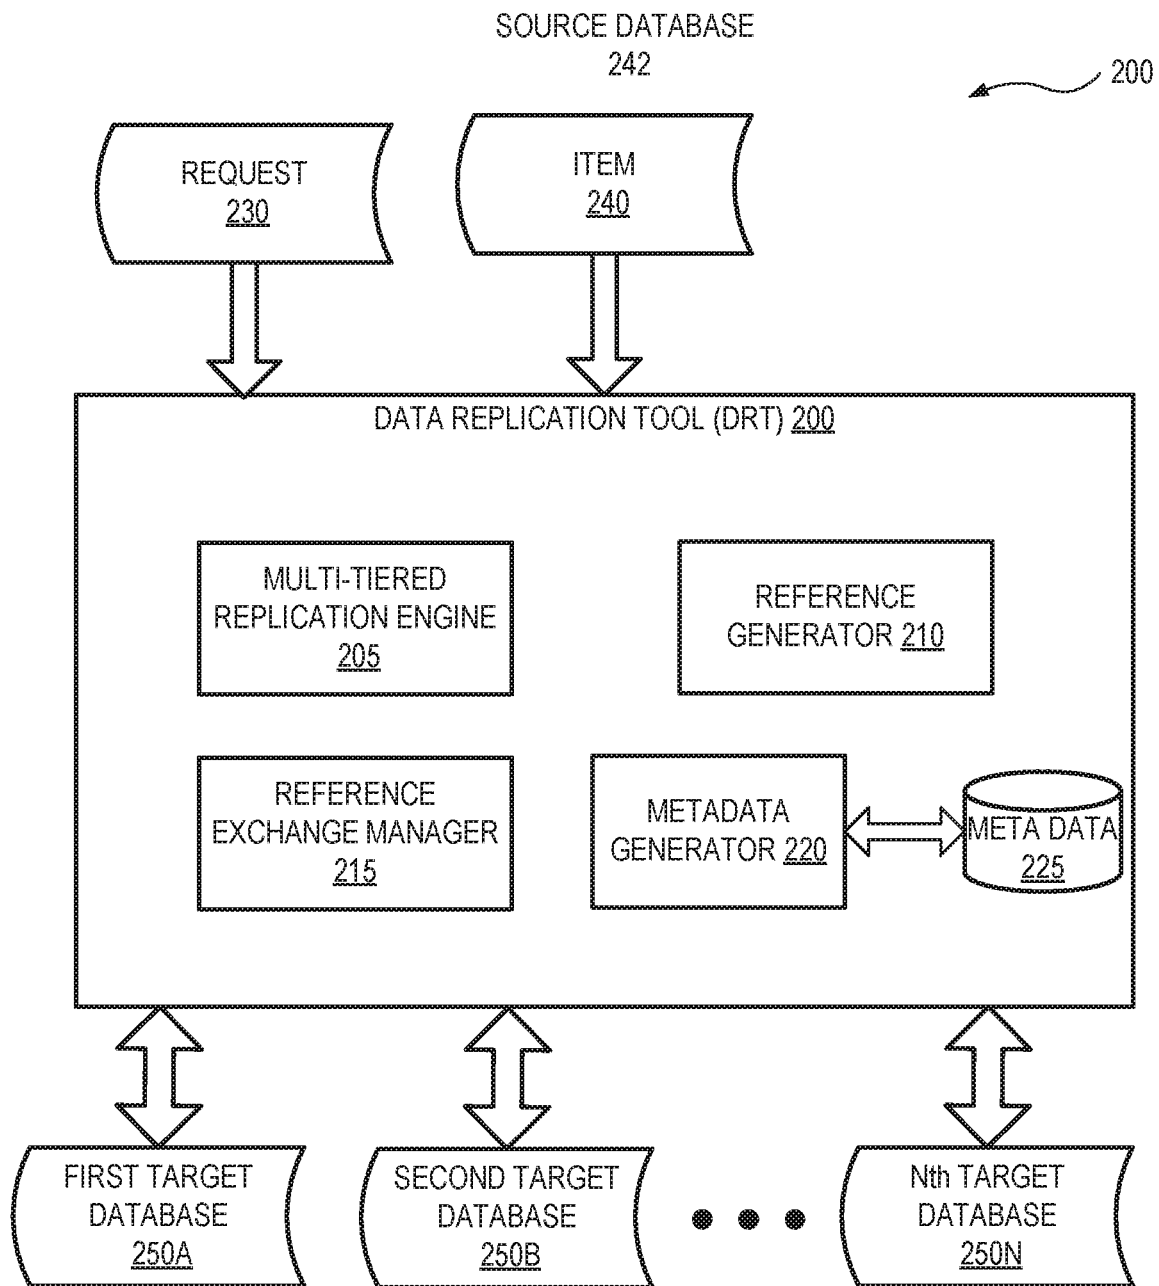 SOURCE DATABASE
242
200
REQUEST
230
ITEM
240
DATA REPLICATION TOOL (DRT) 200
MULTI-TIERED
REPLICATION ENGINE
205
REFERENCE
GENERATOR 210
REFERENCE
EXCHANGE MANAGER
215
METADATA
GENERATOR 220
META DATA
225
FIRST TARGET
DATABASE
250A
SECOND TARGET
DATABASE
250B
Nth TARGET
DATABASE
250N